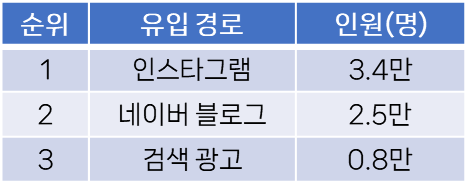 순위 유입 경로 인원(명)
1 인스타그램 3.4만
2 네이버 블로그 2.5만
3 검색 광고 0.8만